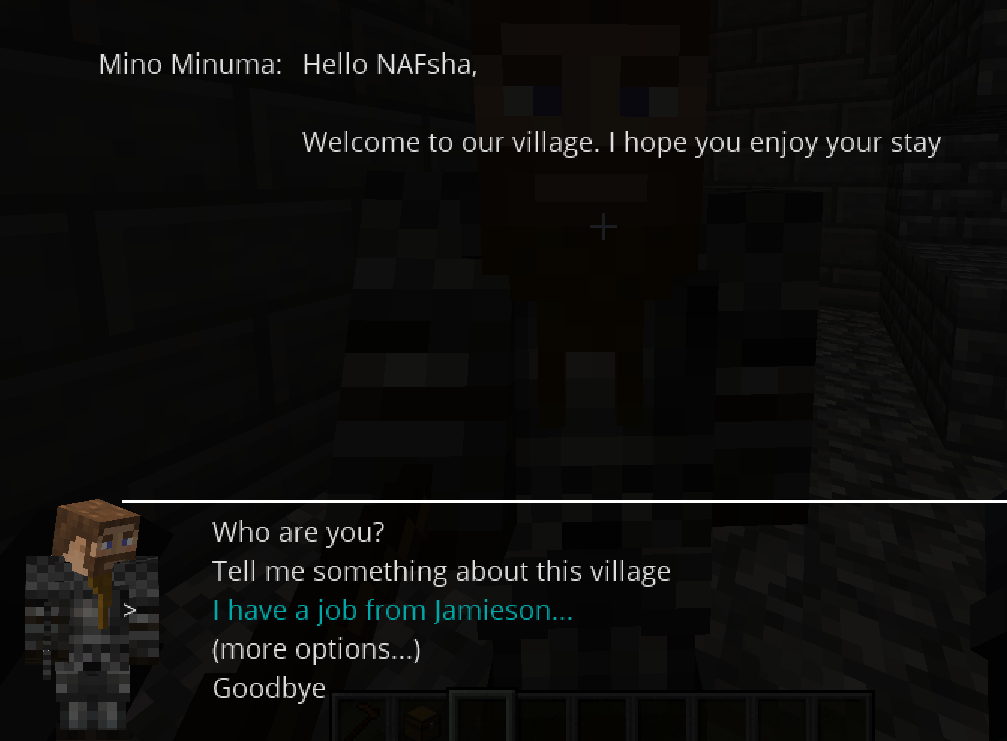 Mino Minuma: Hello NAFsha,
Welcome to our village. I hope you enjoy your stay
Who are you?
Tell me something about this village
> I have a job from Jamieson...
(more options...)
Goodbye